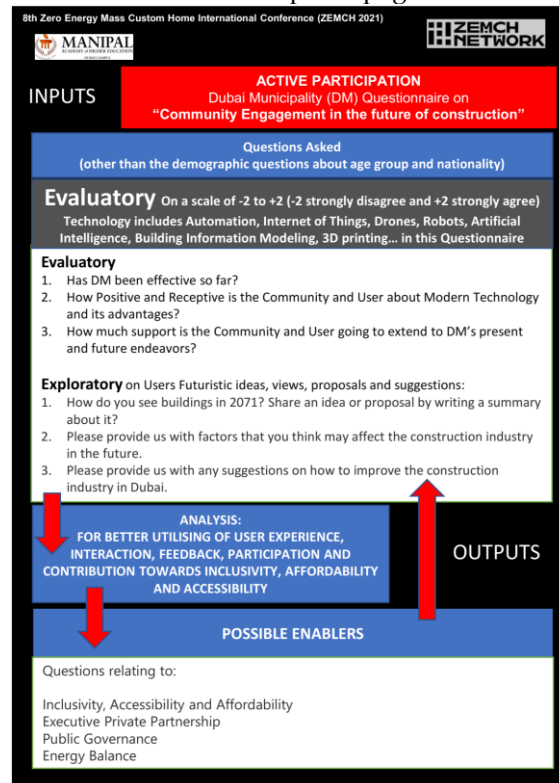 8th Zero Energy Mass Custom Home International Conference (ZEMCH 2021)
MANIPAL
ACADEMY of HIGHER EDUCATION
DUBAI CAMPUS
ZEMCH
NETWORK
INPUTS
ACTIVE PARTICIPATION
Dubai Municipality (DM) Questionnaire on
“Community Engagement in the future of construction”
Questions Asked
(other than the demographic questions about age group and nationality)
Evaluatory On a scale of -2 to +2 (-2 strongly disagree and +2 strongly agree)
Technology includes Automation, Internet of Things, Drones, Robots, Artificial
Intelligence, Building Information Modeling, 3D printing... in this Questionnaire
Evaluatory
1. Has DM been effective so far?
2. How Positive and Receptive is the Community and User about Modern Technology
and its advantages?
3. How much support is the Community and User going to extend to DM’s present
and future endeavors?
Exploratory on Users Futuristic ideas, views, proposals and suggestions:
1. How do you see buildings in 2071? Share an idea or proposal by writing a summary
about it?
2. Please provide us with factors that you think may affect the construction industry
in the future.
3. Please provide us with any suggestions on how to improve the construction
industry in Dubai.
ANALYSIS:
FOR BETTER UTILISING OF USER EXPERIENCE,
INTERACTION, FEEDBACK, PARTICIPATION AND
CONTRIBUTION TOWARDS INCLUSIVITY, AFFORDABILITY
AND ACCESSIBILITY
OUTPUTS
POSSIBLE ENABLERS
Questions relating to:
Inclusivity, Accessibility and Affordability
Executive Private Partnership
Public Governance
Energy Balance